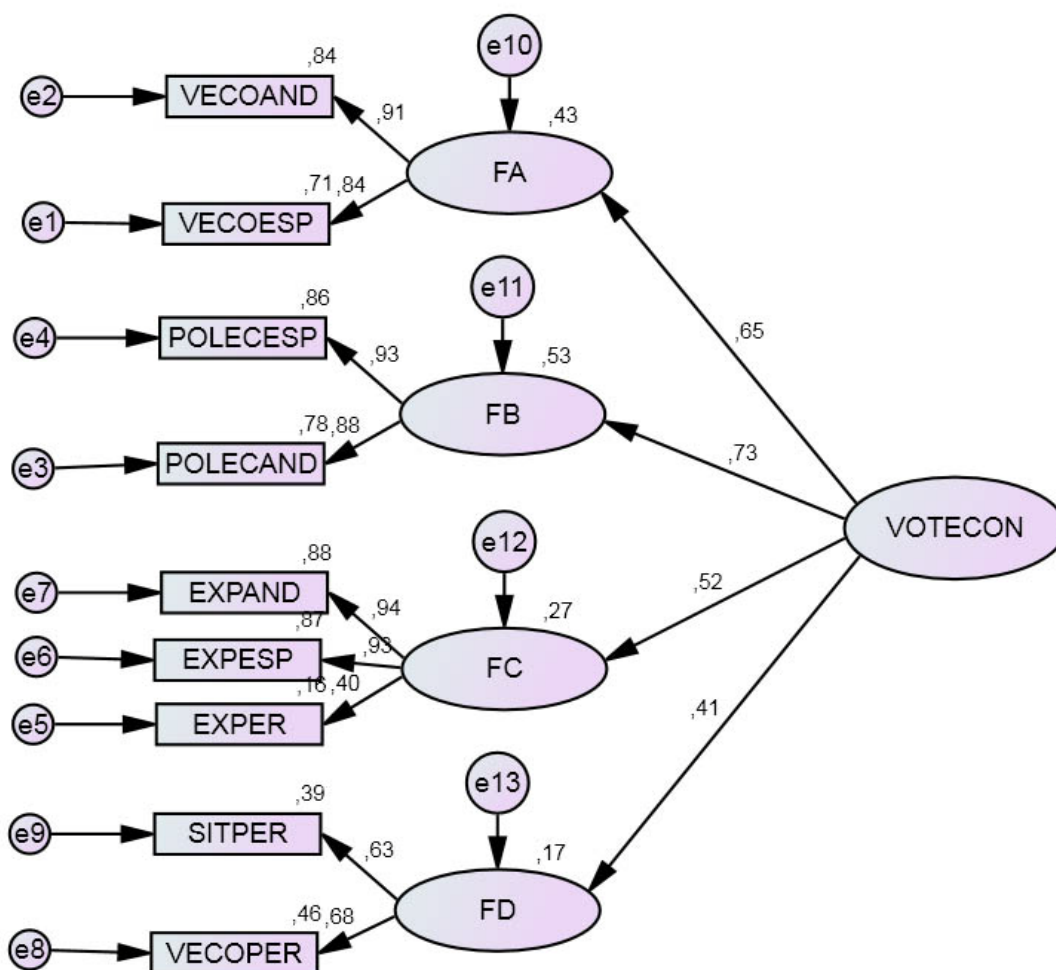 e10
,84
e2
VECOAND
,91
,43
FA
,71
,84
e1
VECOESP
e11
,86
,65
e4
POLECESP
,93
,53
FB
,78
,88
,73
e3
POLECAND
VOTECON
e12
,88
e7
EXPAND
,52
,94
,27
,87
e6
EXPESP
,93
FC
,16
,40
e5
EXPER
,41
e13
,39
e9
SITPER
,63
,17
FD
,46
,68
e8
VECOPER